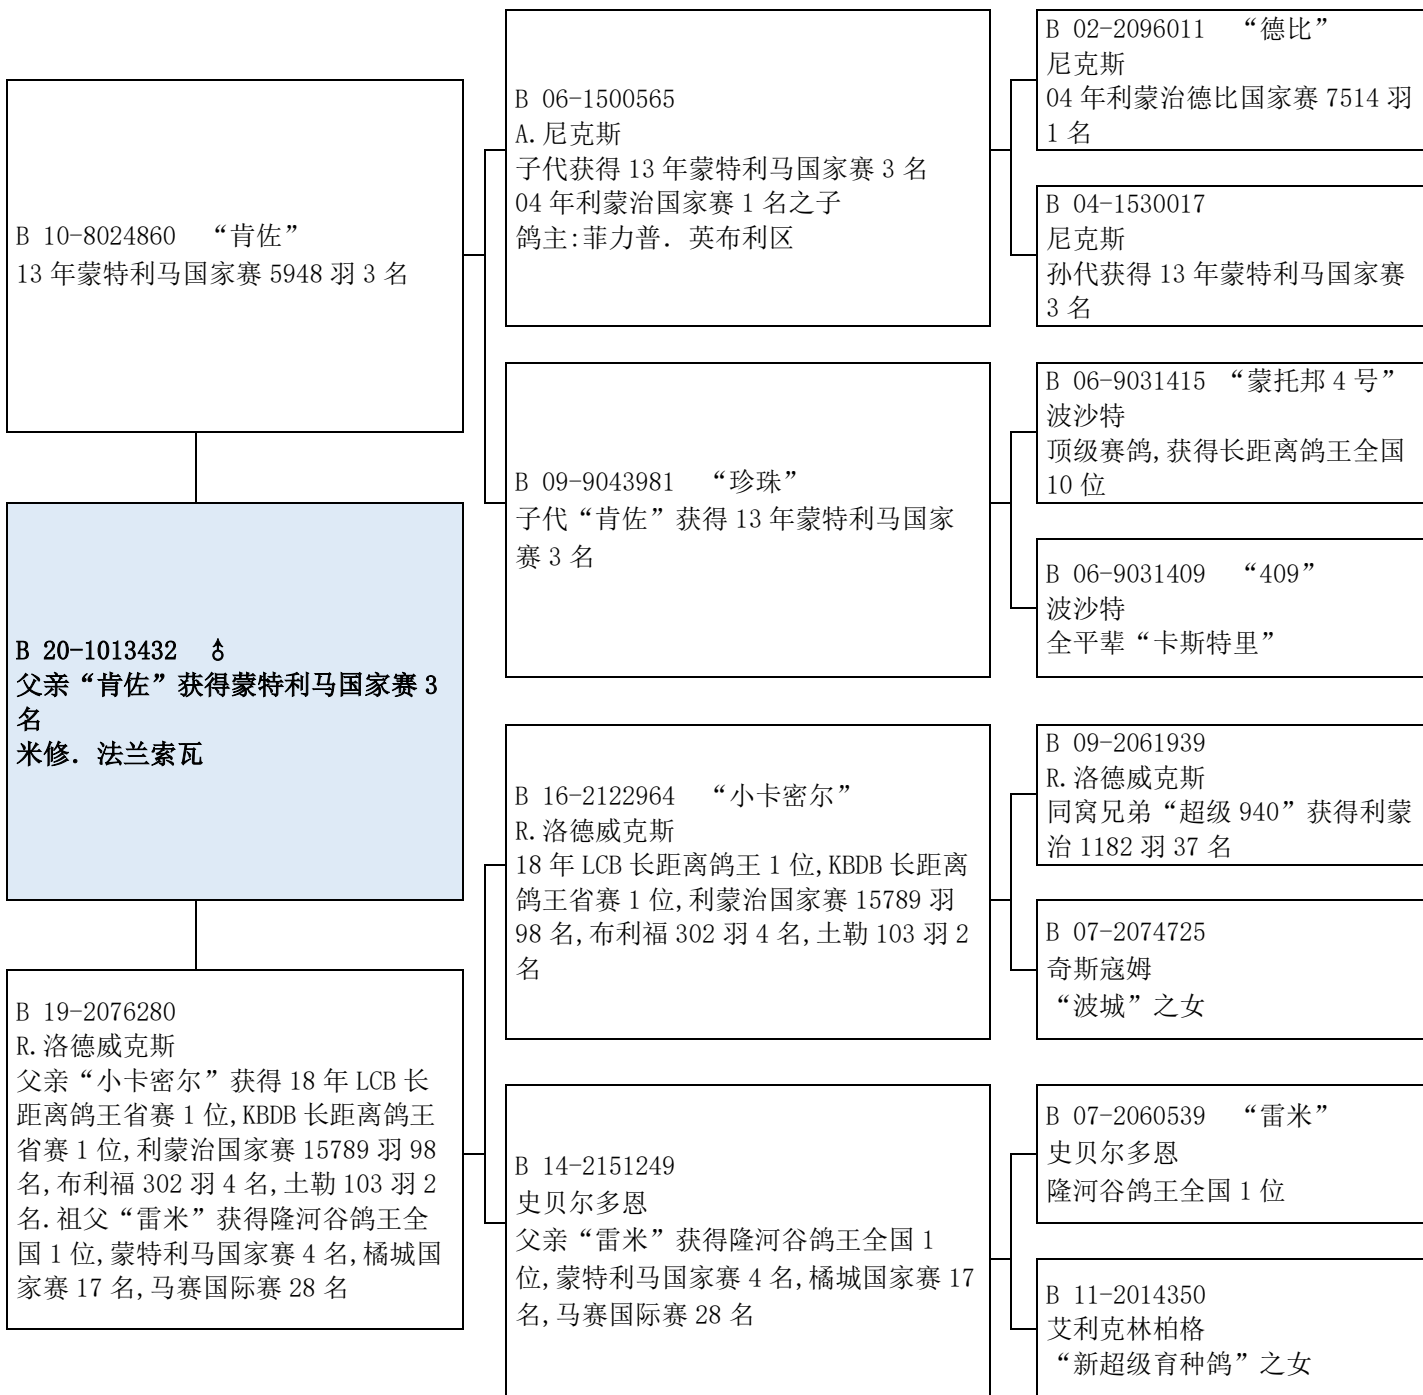 B 10-8024860 “肯佐”
13 年蒙特利马国家赛 5948 羽 3 名
B 20-1013432 ♂
父亲“肯佐”获得蒙特利马国家赛 3
名
米修. 法兰索瓦
B 19-2076280
R.洛德威克斯
父亲“小卡密尔”获得 18 年 LCB 长
距离鸽王省赛 1 位,KBDB 长距离鸽王
省赛 1 位,利蒙治国家赛 15789 羽 98
名,布利福 302 羽 4 名,土勒 103 羽 2
名.祖父“雷米”获得隆河谷鸽王全
国 1 位,蒙特利马国家赛 4 名,橘城国
家赛 17 名,马赛国际赛 28 名
B 06-1500565
A.尼克斯
子代获得 13 年蒙特利马国家赛 3 名
04 年利蒙治国家赛 1 名之子
鸽主:菲力普. 英布利区
B 09-9043981 “珍珠”
子代“肯佐”获得 13 年蒙特利马国家
赛 3 名
B 16-2122964 “小卡密尔”
R.洛德威克斯
18 年 LCB 长距离鸽王 1 位,KBDB 长距离
鸽王省赛 1 位,利蒙治国家赛 15789 羽
98 名,布利福 302 羽 4 名,土勒 103 羽 2
名
B 14-2151249
史贝尔多恩
父亲“雷米”获得隆河谷鸽王全国 1
位,蒙特利马国家赛 4 名,橘城国家赛 17
名,马赛国际赛 28 名
B 02-2096011 “德比”
尼克斯
04 年利蒙治德比国家赛 7514 羽
1 名
B 04-1530017
尼克斯
孙代获得 13 年蒙特利马国家赛
3 名
B 06-9031415 “蒙托邦 4 号”
波沙特
顶级赛鸽,获得长距离鸽王全国
10 位
B 06-9031409 “409”
波沙特
全平辈“卡斯特里”
B 09-2061939
R.洛德威克斯
同窝兄弟“超级 940”获得利蒙
治 1182 羽 37 名
B 07-2074725
奇斯寇姆
“波城”之女
B 07-2060539 “雷米”
史贝尔多恩
隆河谷鸽王全国 1 位
B 11-2014350
艾利克林柏格
“新超级育种鸽”之女